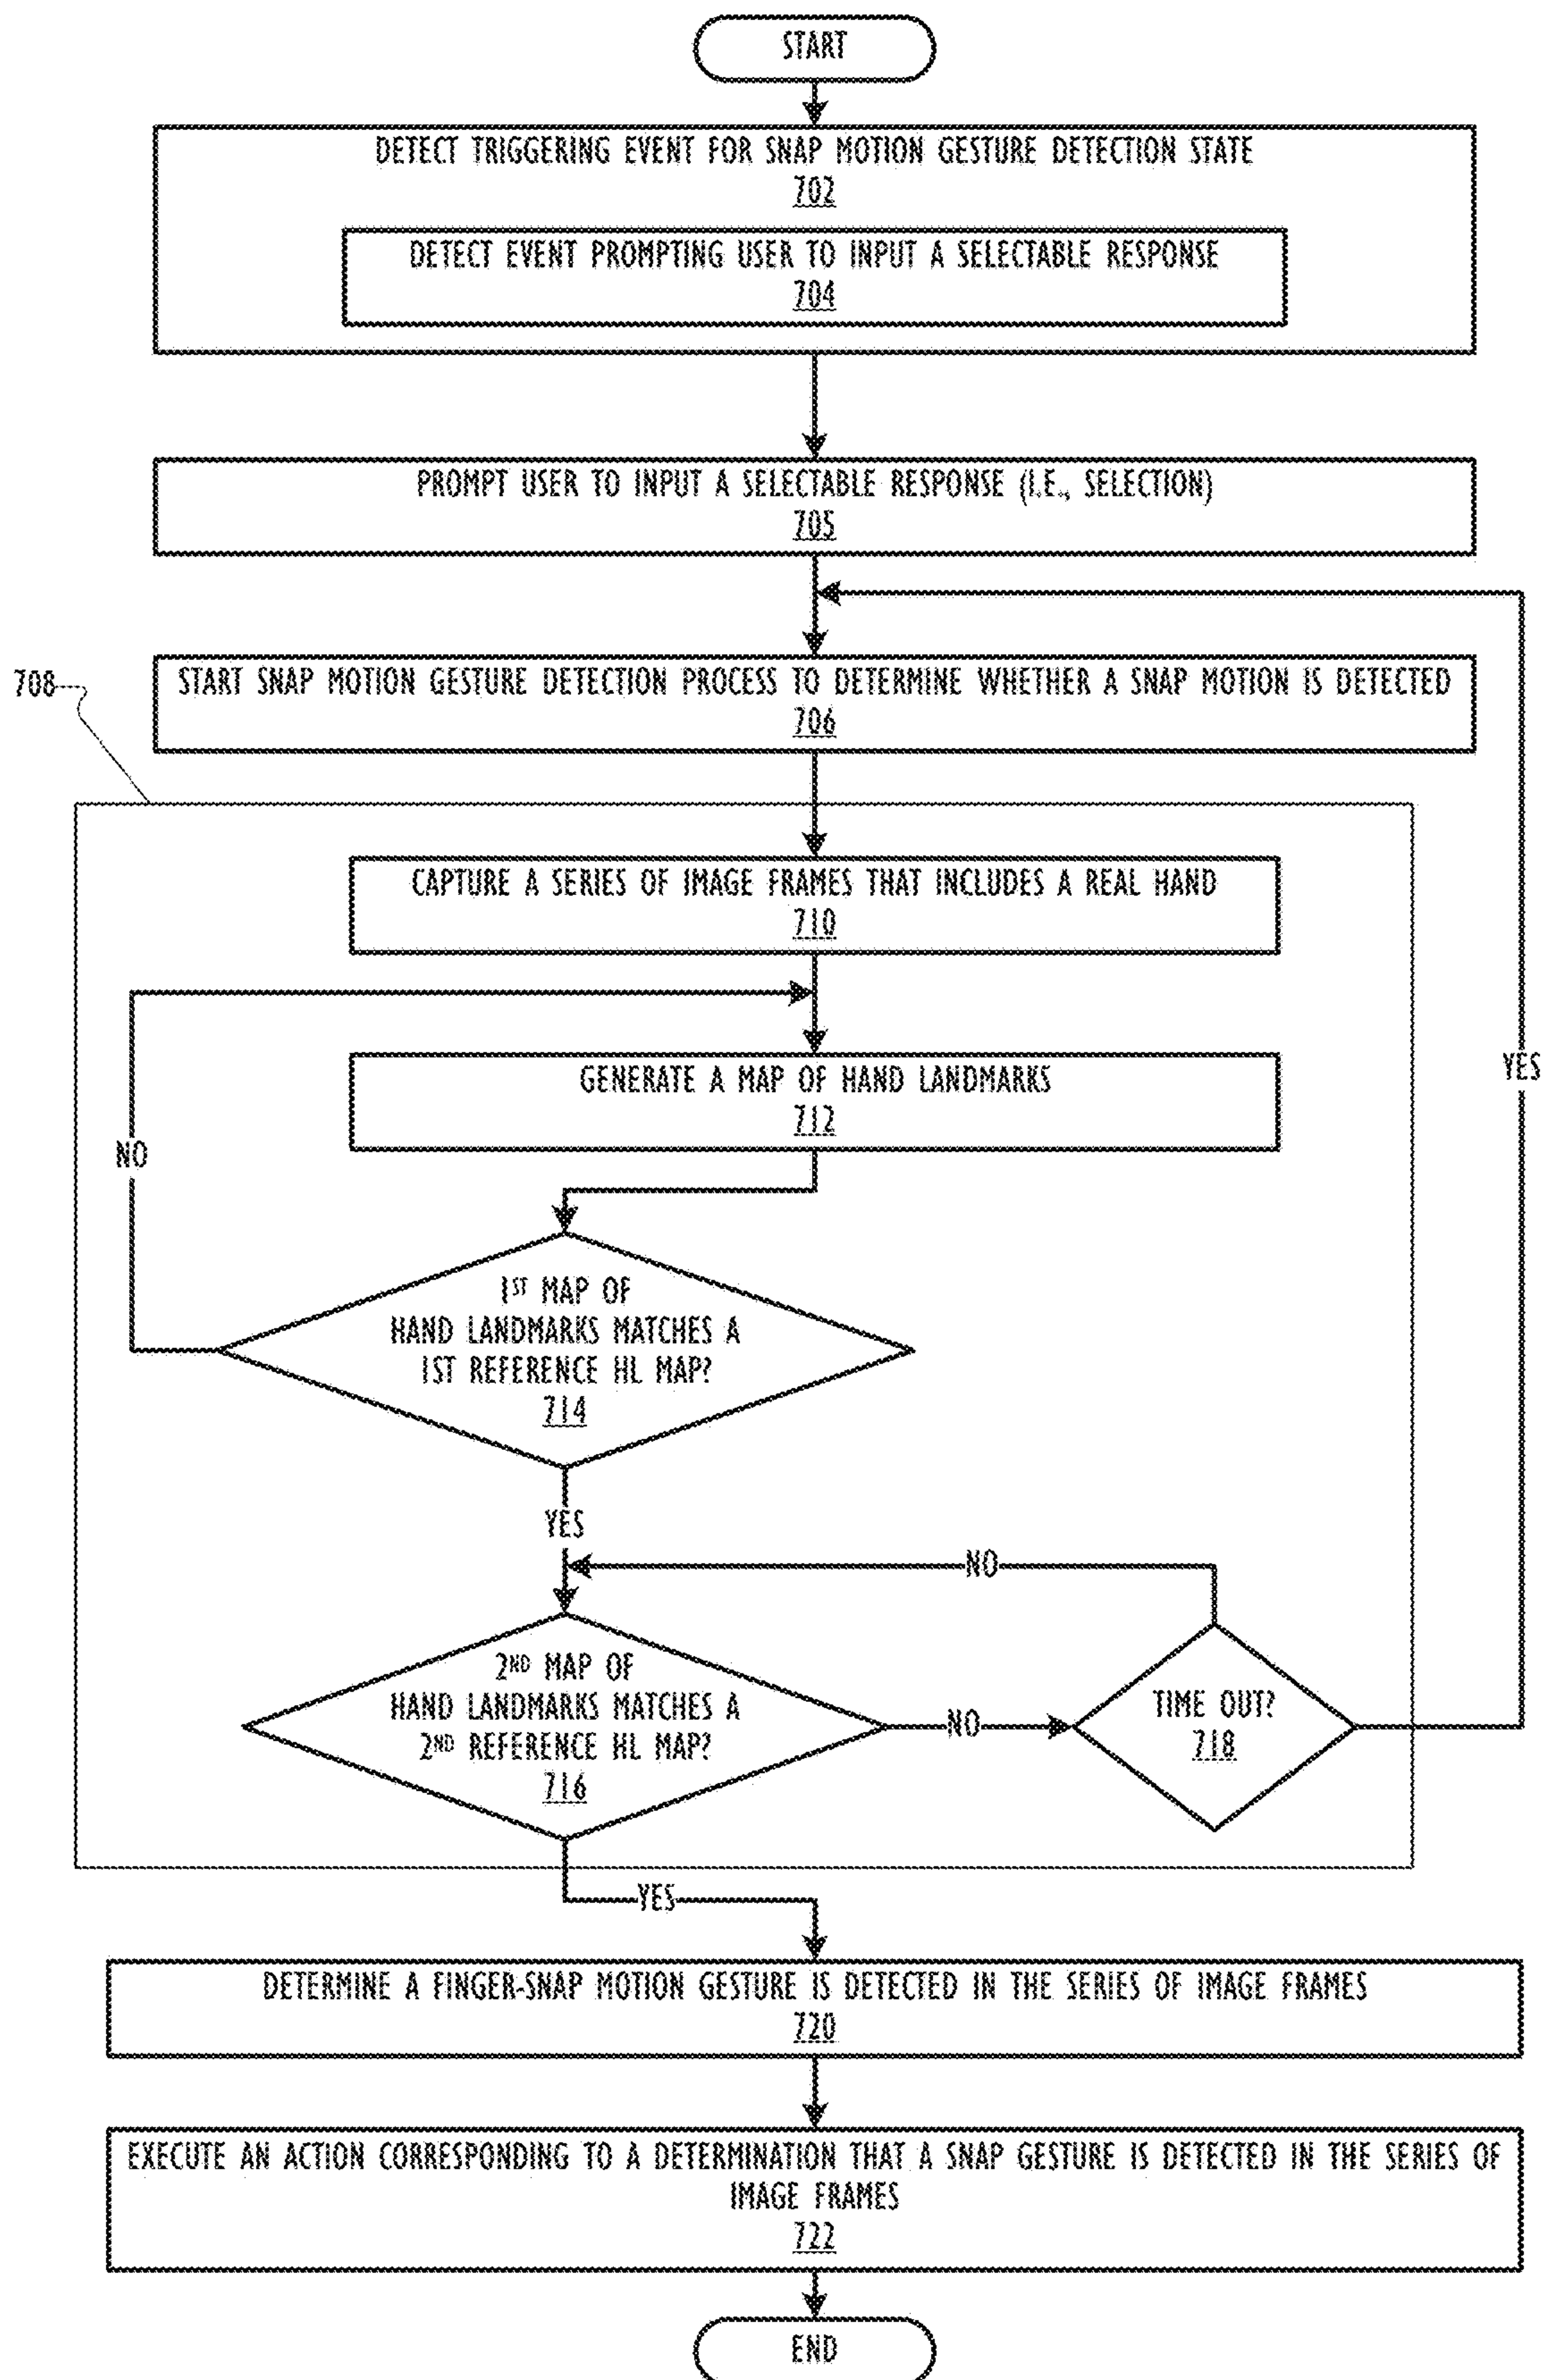 START
DETECT TRIGGERING EVENT FOR SNAP MOTION GESTURE DETECTION STATE
702
DETECT EVENT PROMPTING USER TO INPUT A SELECTABLE RESPONSE
704
PROMPT USER TO INPUT A SELECTABLE RESPONSE (I.E., SELECTION)
705
708
START SNAP MOTION GESTURE DETECTION PROCESS TO DETERMINE WHETHER A SNAP MOTION IS DETECTED
706
CAPTURE A SERIES OF IMAGE FRAMES THAT INCLUDES A REAL HAND
710
GENERATE A MAP OF HAND LANDMARKS
712
YES
NO
1ST MAP OF
HAND LANDMARKS MATCHES A
1ST REFERENCE HL MAP?
714
YES
NO
2ND MAP OF
HAND LANDMARKS MATCHES A
2ND REFERENCE HL MAP?
716
NO
TIME OUT?
718
YES
DETERMINE A FINGER-SNAP MOTION GESTURE IS DETECTED IN THE SERIES OF IMAGE FRAMES
720
EXECUTE AN ACTION CORRESPONDING TO A DETERMINATION THAT A SNAP GESTURE IS DETECTED IN THE SERIES OF
IMAGE FRAMES
722
END